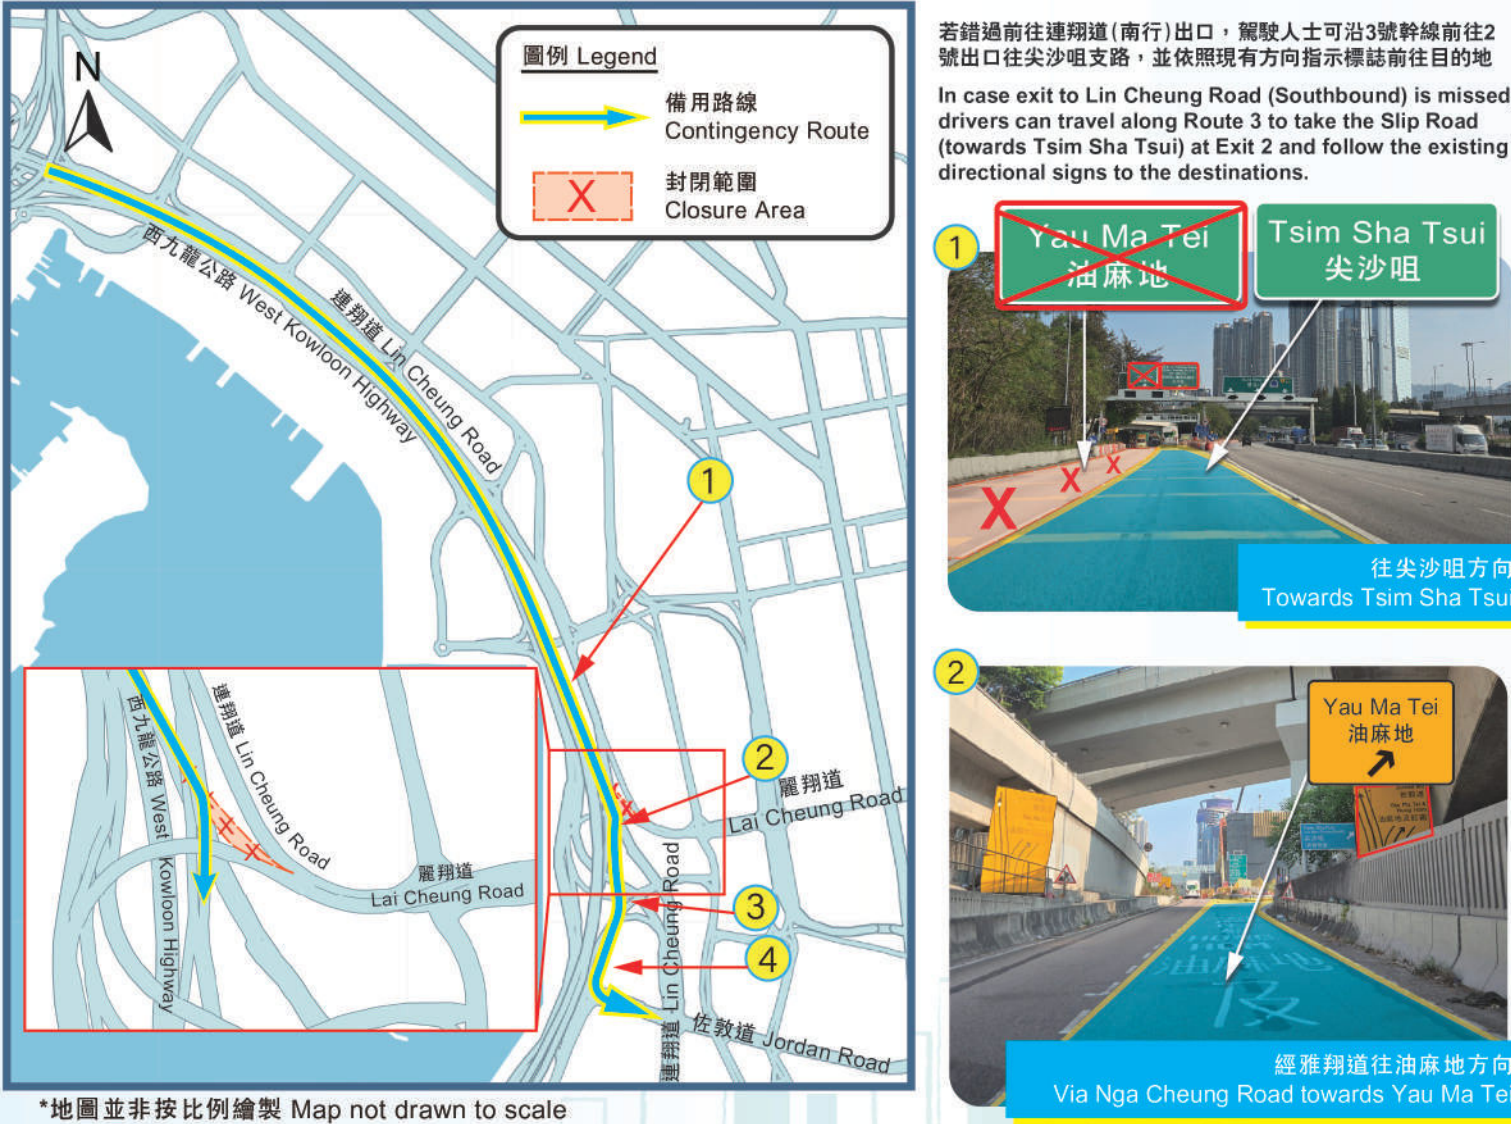 N
圖例 Legend
備用路線
Contingency Route
X
封閉範圍
Closure Area
西九龍公路 West Kowloon Highway
連翔道 Lin Cheung Road
1
2
麗翔道
Lai Cheung Road
3
4
連翔道 Lin Cheung Road
佐敦道 Jordan Road
西九龍公路 West Kowloon Highway
連翔道 Lin Cheung Road
X
X
麗翔道
Lai Cheung Road
X
*地圖並非按比例繪製 Map not drawn to scale
若錯過前往連翔道(南行)出口，駕駛人士可沿3號幹線前往2
號出口往尖沙咀支路，並依照現有方向指示標誌前往目的地
In case exit to Lin Cheung Road (Southbound) is missed
drivers can travel along Route 3 to take the Slip Road
(towards Tsim Sha Tsui) at Exit 2 and follow the existing
directional signs to the destinations.
1
Yau Ma Tei
油麻地
Tsim Sha Tsui
尖沙咀
X
X
X
往尖沙咀方向
Towards Tsim Sha Tsui
2
Yau Ma Tei
油麻地
油麻地
及
經雅翔道往油麻地方向
Via Nga Cheung Road towards Yau Ma Tei